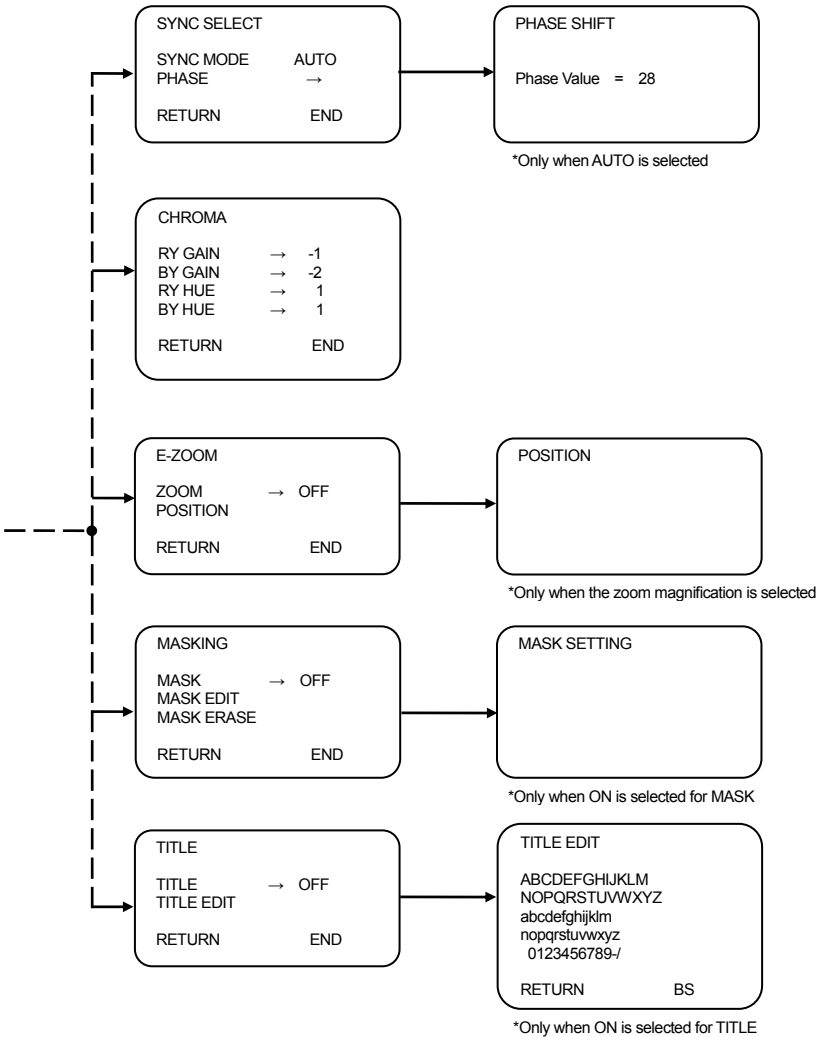 SYNC SELECT
SYNC MODE AUTO
PHASE →
RETURN END
PHASE SHIFT
Phase Value = 28
*Only when AUTO is selected
CHROMA
RY GAIN → -1
BY GAIN → -2
RY HUE → 1
BY HUE → 1
RETURN END
E-ZOOM
ZOOM → OFF
POSITION
RETURN END
POSITION
*Only when the zoom magnification is selected
MASKING
MASK → OFF
MASK EDIT
MASK ERASE
RETURN END
MASK SETTING
*Only when ON is selected for MASK
TITLE
TITLE → OFF
TITLE EDIT
RETURN END
TITLE EDIT
ABCDEFGHIJKLM
NOPQRSTUVWXYZ
abcdefghijklm
nopqrstuvwxyz
0123456789-/
RETURN BS
*Only when ON is selected for TITLE